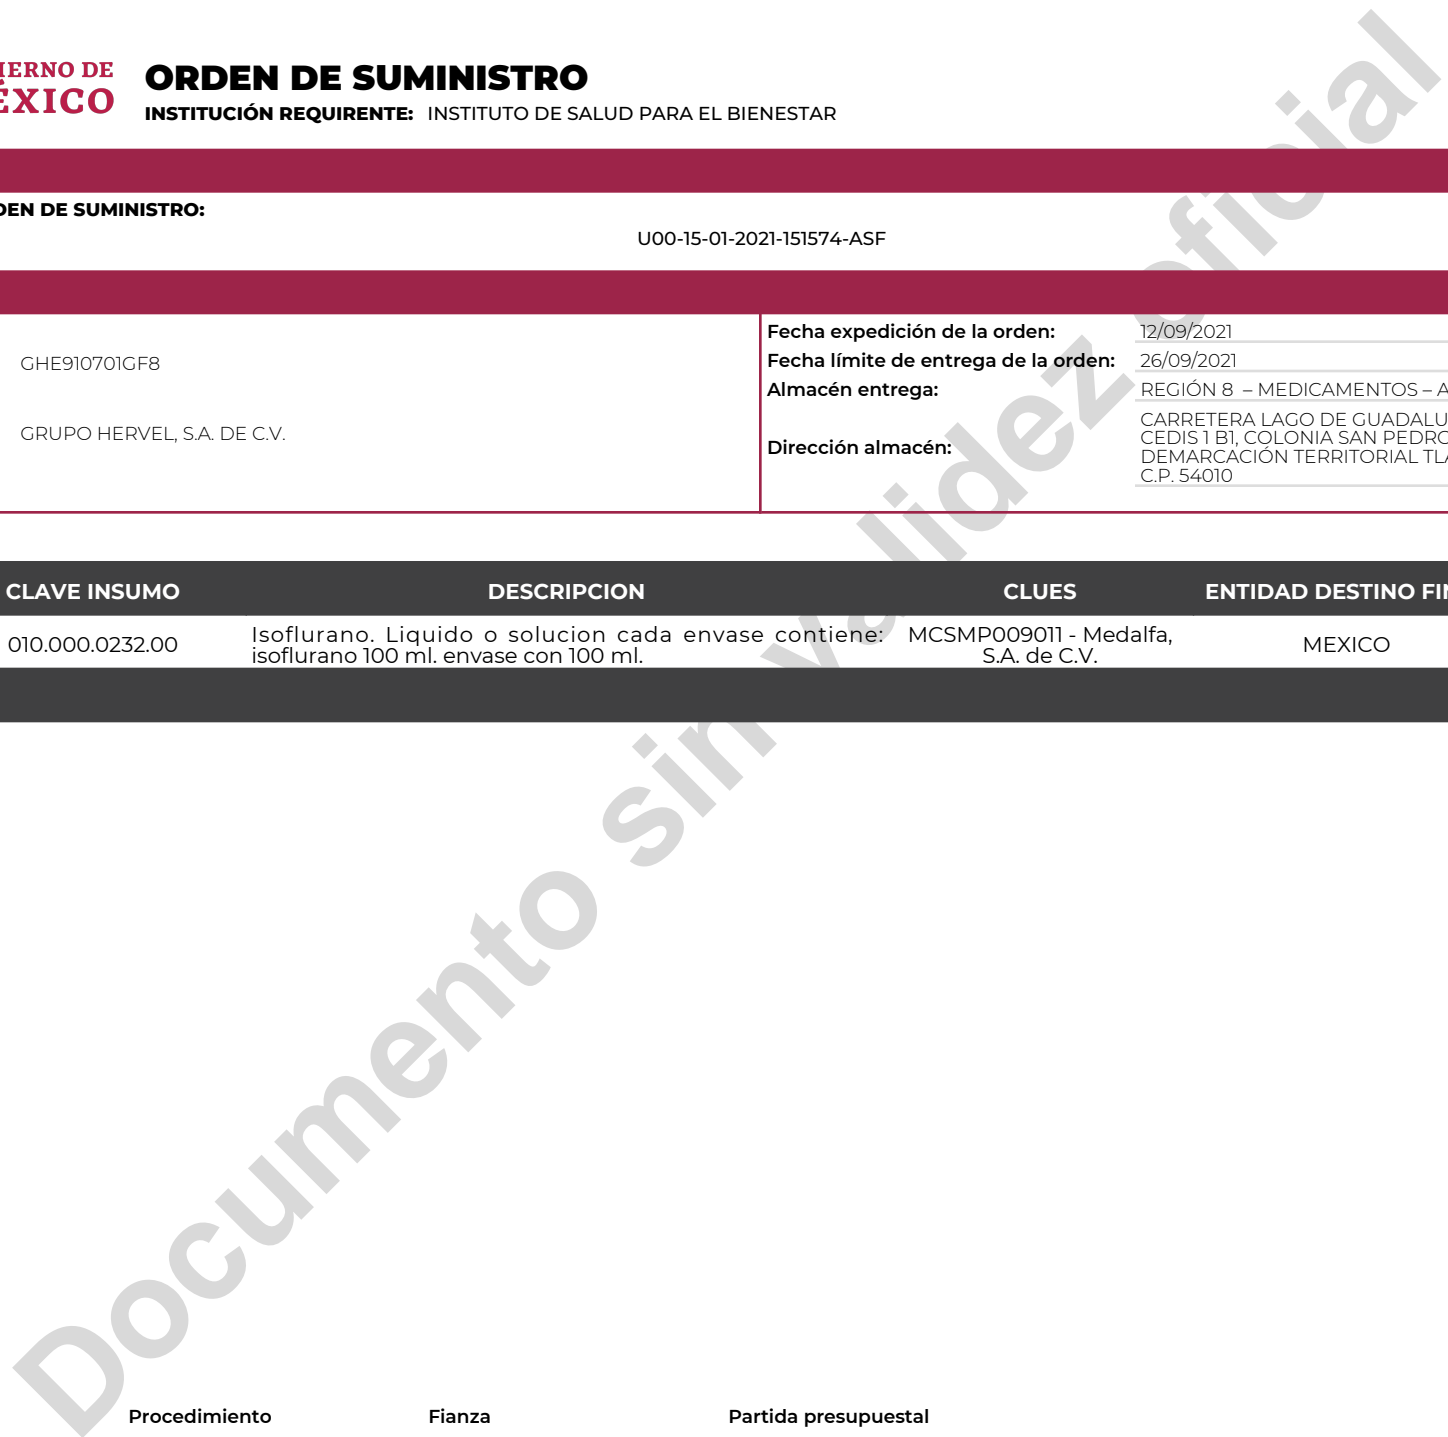 IERNO DE
ÉXICO
ORDEN DE SUMINISTRO
INSTITUCIÓN REQUIRENTE: INSTITUTO DE SALUD PARA EL BIENESTAR
DEN DE SUMINISTRO:
U00-15-01-2021-151574-ASF
GHE910701GF8
GRUPO HERVEL, S.A. DE C.V.
Fecha expedición de la orden: 12/09/2021
Fecha límite de entrega de la orden: 26/09/2021
Almacén entrega: REGIÓN 8 – MEDICAMENTOS – A
Dirección almacén: CARRETERA LAGO DE GUADALU
CEDIS 1 B1, COLONIA SAN PEDRO
DEMARCACIÓN TERRITORIAL TLA
C.P. 54010
CLAVE INSUMO DESCRIPCION CLUES ENTIDAD DESTINO FIN
010.000.0232.00 Isoflurano. Liquido o solucion cada envase contiene: MCSMP009011 - Medalfa, MEXICO
isoflurano 100 ml. envase con 100 ml. S.A. de C.V.
Documento sin validez oficial
Procedimiento Fianza Partida presupuestal